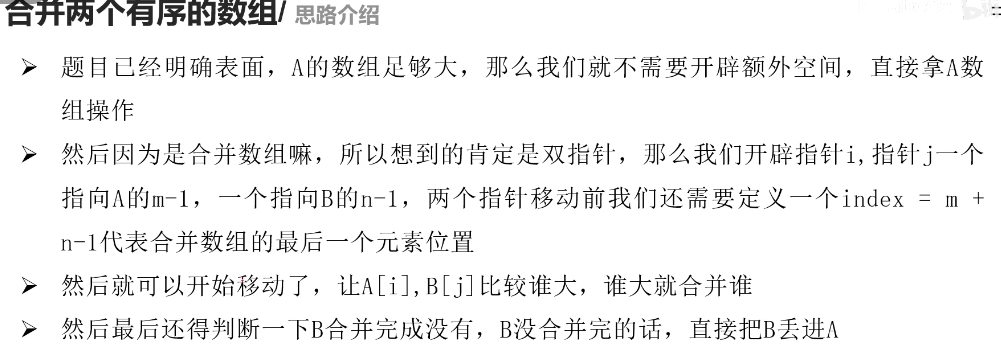 合并两个有序的数组/ 思路介绍
➢ 题目已经明确表面，A的数组足够大，那么我们就不需要开辟额外空间，直接拿A数
组操作
➢ 然后因为是合并数组嘛，所以想到的肯定是双指针，那么我们开辟指针i,指针j一个
指向A的m-1，一个指向B的n-1，两个指针移动前我们还需要定义一个index = m +
n-1代表合并数组的最后一个元素位置
➢ 然后就可以开始移动了，让A[i],B[j]比较谁大，谁大就合并谁
➢ 然后最后还得判断一下B合并完成没有，B没合并完的话，直接把B丢进A